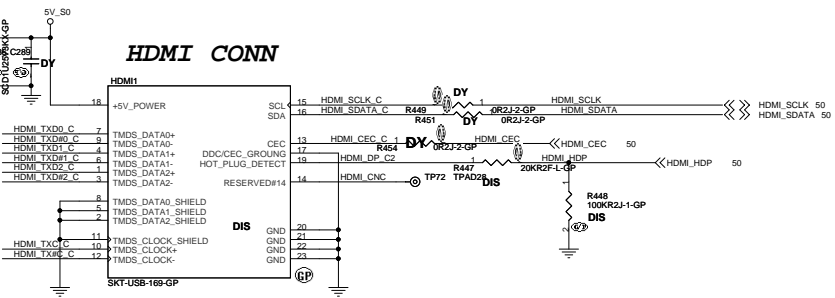 5V_S0
HDMI CONN
SCD1U25V3KX-GP
C289
DY
HDMI1
18 +5V_POWER
SCL 15 HDMI_SCLK_C
SDA 16 HDMI_SDATA_C
R449
R451
DY
DY
1 0R2J-2-GP HDMI_SCLK
1 0R2J-2-GP HDMI_SDATA
HDMI_SCLK 50
HDMI_SDATA 50
HDMI_TXD0_C 7 TMDS_DATA0+
HDMI_TXD#0_C 9 TMDS_DATA0-
HDMI_TXD1_C 4 TMDS_DATA1+
HDMI_TXD#1_C 6 TMDS_DATA1-
HDMI_TXD2_C 1 TMDS_DATA2+
HDMI_TXD#2_C 3 TMDS_DATA2-
CEC 13 HDMI_CEC_C 1 DY HDMI_CEC HDMI_CEC 50
R454 0R2J-2-GP
DDC/CEC_GROUNG 17
HOT_PLUG_DETECT 19 HDMI_DP_C2 1 HDMI_HDP HDMI_HDP 50
R447 20KR2F-L-GP
DIS
RESERVED#14 14 HDMI_CNC TP72 TPAD28
1 R448
100KR2J-1-GP
DIS
2
8 TMDS_DATA0_SHIELD
5 TMDS_DATA1_SHIELD
2 TMDS_DATA2_SHIELD
DIS
11 TMDS_CLOCK_SHIELD
HDMI_TXC_C 10 TMDS_CLOCK+
HDMI_TX#C_C 12 TMDS_CLOCK-
GND 20
GND 21
GND 22
GND 23
SKT-USB-169-GP
GP